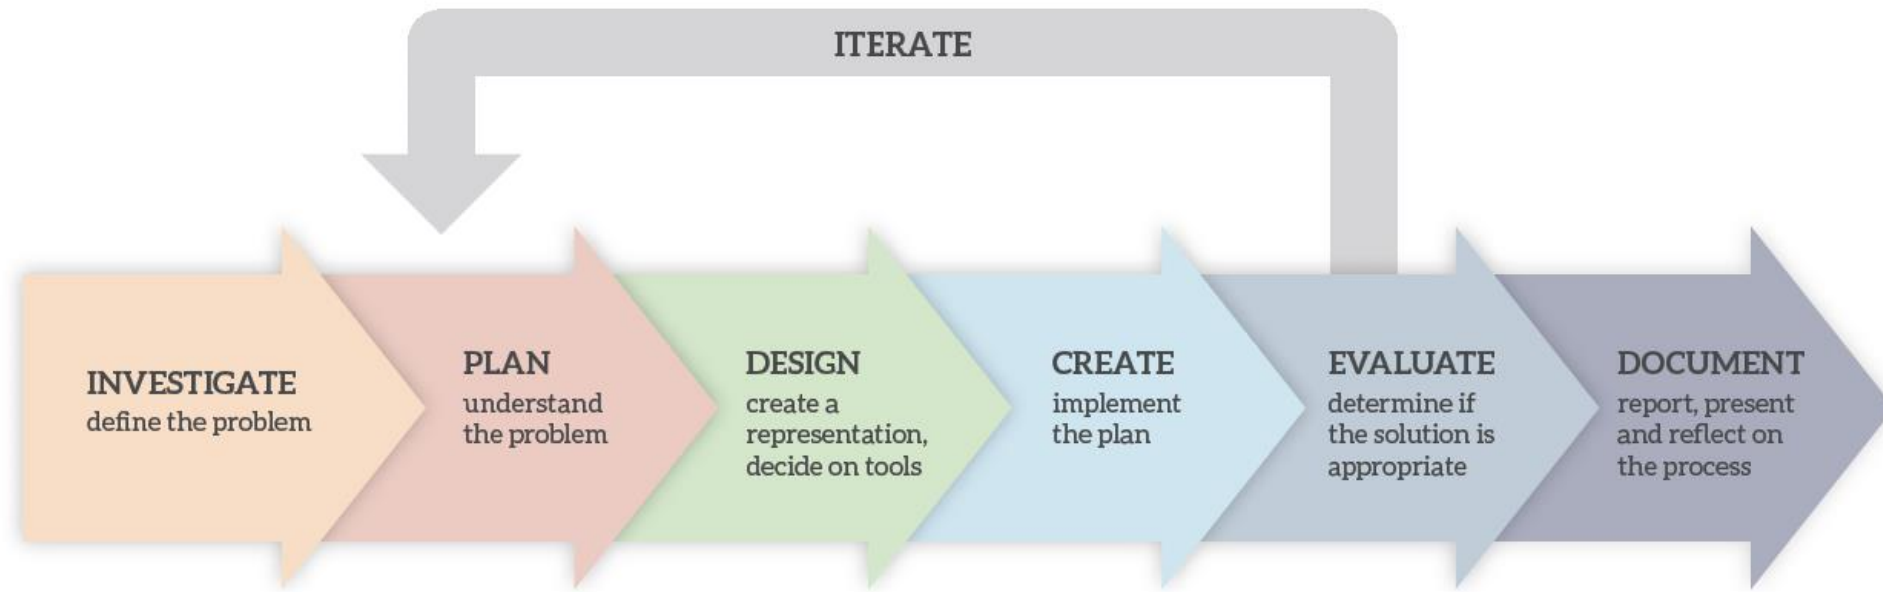 ITERATE
INVESTIGATE
define the problem
PLAN
understand
the problem
DESIGN
create a
representation,
decide on tools
CREATE
implement
the plan
EVALUATE
determine if
the solution is
appropriate
DOCUMENT
report, present
and reflect on
the process